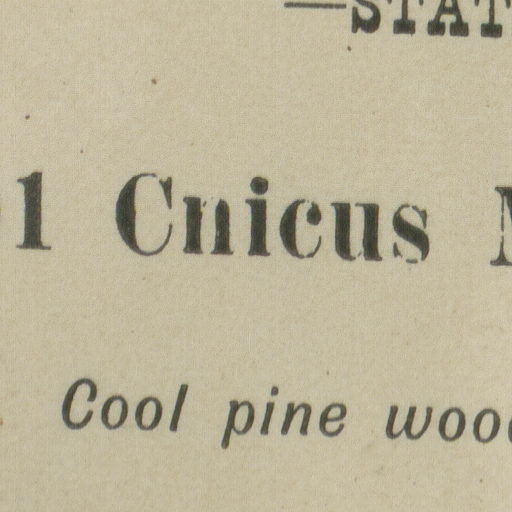 —STAT
1 Cnicus
Cool pine woo